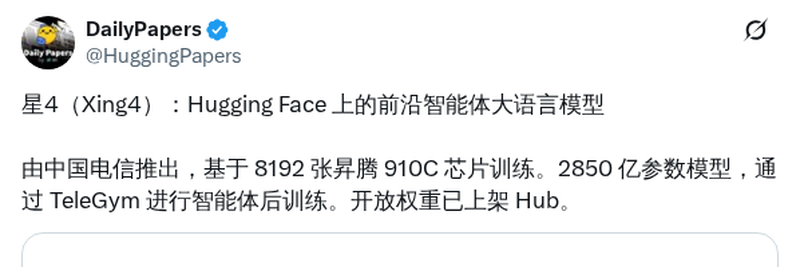 DailyPapers
@HuggingPapers
星4（Xing4）：Hugging Face 上的前沿智能体大语言模型
由中国电信推出，基于 8192 张昇腾 910C 芯片训练。2850 亿参数模型，通
过 TeleGym 进行智能体后训练。开放权重已上架 Hub。